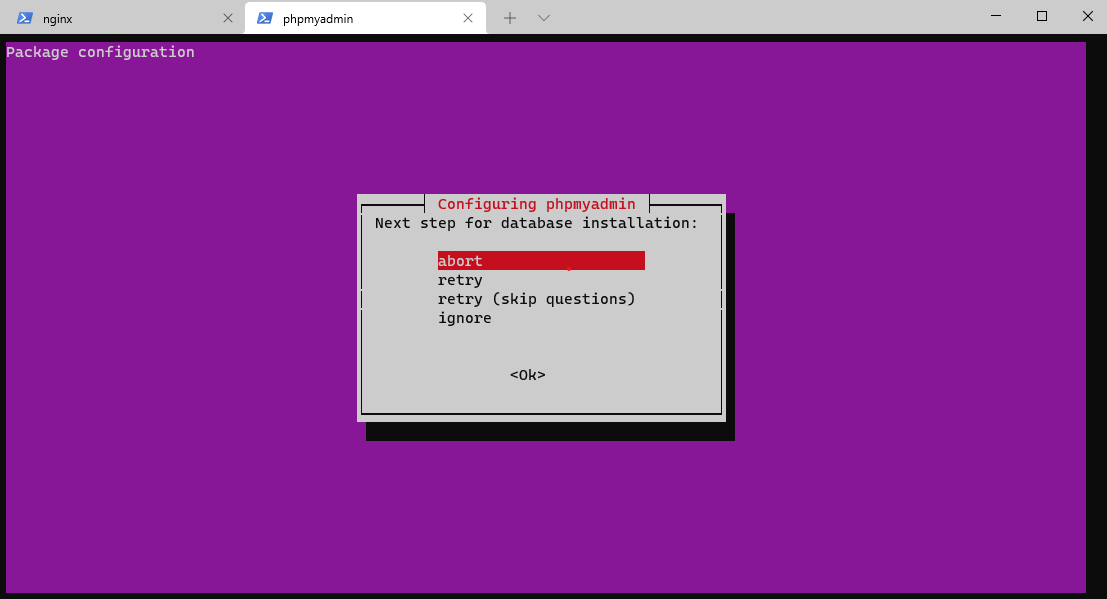 nginx
phpmyadmin
Package configuration
Configuring phpmyadmin
Next step for database installation:
abort
retry
retry (skip questions)
ignore
<Ok>